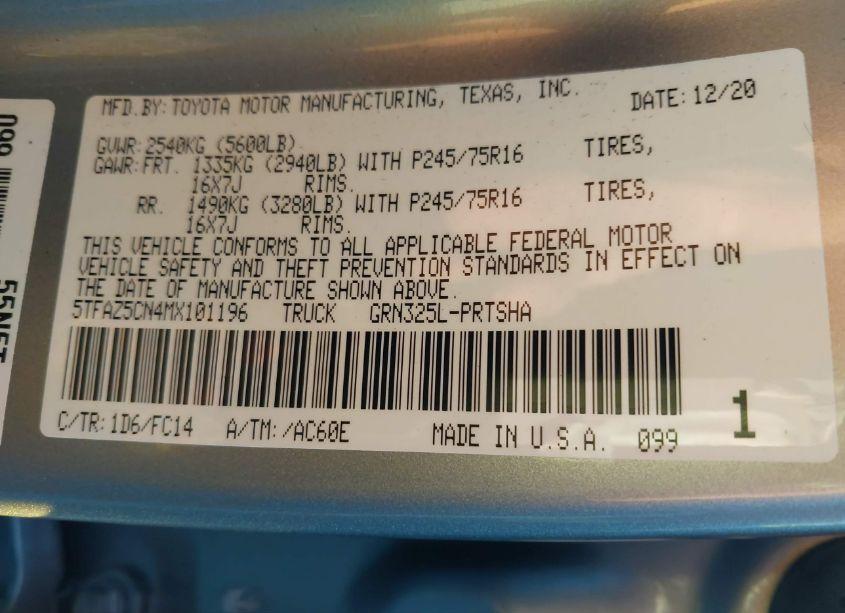 MFD.BY: TOYOTA MOTOR MANUFACTURING, TEXAS, INC. DATE: 12/20
GVWR: 2540KG (5600LB)
GAWR: FRT. 1335KG (2940LB) WITH P245/75R16 TIRES,
16X7J RIMS.
RR. 1490KG (3280LB) WITH P245/75R16 TIRES,
16X7J RIMS.
THIS VEHICLE CONFORMS TO ALL APPLICABLE FEDERAL MOTOR
VEHICLE SAFETY AND THEFT PREVENTION STANDARDS IN EFFECT ON
THE DATE OF MANUFACTURE SHOWN ABOVE.
5TFAZ5CN4MX101196 TRUCK GRN325L-PRTSHA
C/TR: 1D6/FC14 A/TM: /AC60E MADE IN U.S.A. 099 1
099